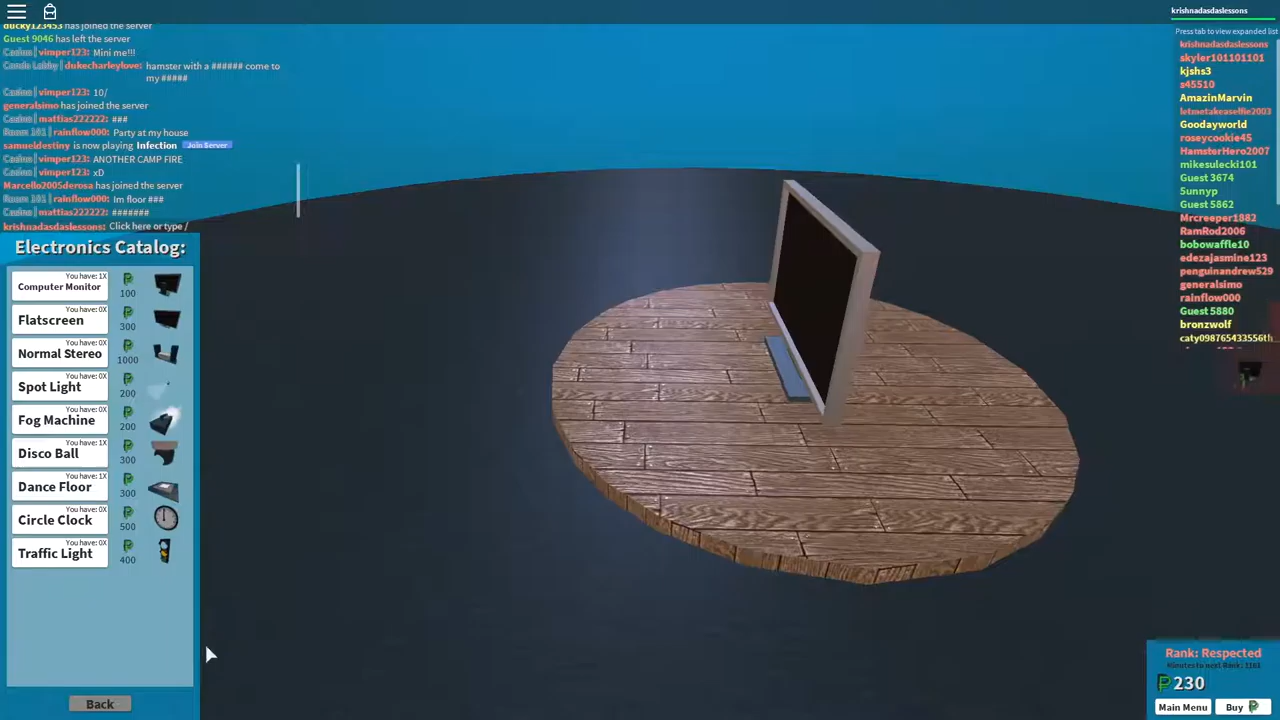 ducky123453 has joined the server
Guest 9046 has left the server
Casino | vimper123: Mini me!!!
Condo Lobby | dukecharleylove: hamster with a ###### come to
my #####
Casino | vimper123: 10/
generalsimo has joined the server
Casino | mattias222222: ###
Room 101 | rainflow000: Party at my house
samueldestiny is now playing Infection Join Server
Casino | vimper123: ANOTHER CAMP FIRE
Casino | vimper123: xD
Marcello2005derosa has joined the server
Room 101 | rainflow000: Im floor ###
Casino | mattias222222: #######
krishnadasdaslessons: Click here or type /
Electronics Catalog:
You have: 1X
Computer Monitor
100
You have: 0X
Flatscreen
300
You have: 0X
Normal Stereo
1000
You have: 0X
Spot Light
200
You have: 0X
Fog Machine
200
You have: 1X
Disco Ball
300
You have: 1X
Dance Floor
300
You have: 0X
Circle Clock
500
You have: 0X
Traffic Light
400
Back
krishnadasdaslessons
Press tab to view expanded list
krishnadasdaslessons
skyler101101101
kjshs3
s45510
AmazinMarvin
letmetakeaselfie2003
Goodayworld
roseycookie45
HamsterHero2007
mikesulecki101
Guest 3674
Sunnyp
Guest 5862
Mrcreeper1882
RamRod2006
bobowaffle10
edezajasmine123
penguinandrew529
generalsimo
rainflow000
Guest 5880
bronzwolf
caty098765433556th
Rank: Respected
Minutes to next Rank: 1161
230
Main Menu
Buy